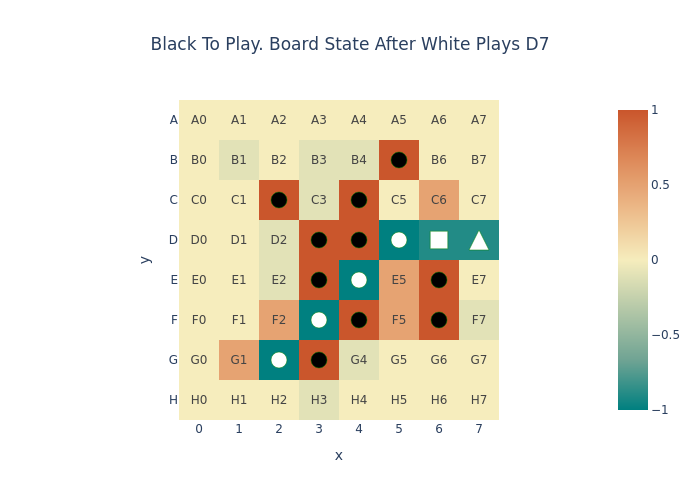 Black To Play. Board State After White Plays D7
A A0 A1 A2 A3 A4 A5 A6 A7
B B0 B1 B2 B3 B4 B6 B7
C C0 C1 C3 C5 C6 C7
D D0 D1 D2
E E0 E1 E2 E5 E7
F F0 F1 F2 F5 F7
G G0 G1 G4 G5 G6 G7
H H0 H1 H2 H3 H4 H5 H6 H7
0 1 2 3 4 5 6 7
x
y
1
0.5
0
−0.5
−1